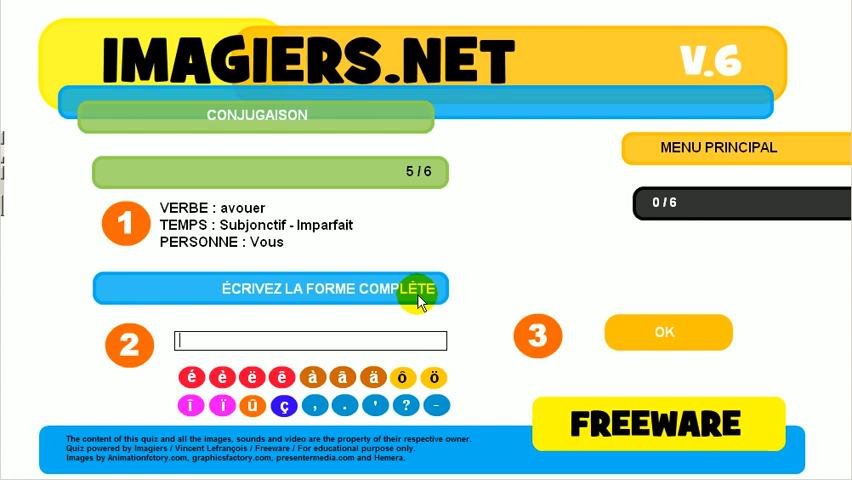 IMAGIERS.NET
V.6
CONJUGAISON
MENU PRINCIPAL
5 / 6
0 / 6
1
VERBE : avouer
TEMPS : Subjonctif - Imparfait
PERSONNE : Vous
ÉCRIVEZ LA FORME COMPLÈTE
2
3
OK
é è ë ê à â ä ô ö
î ï û ç , . ' ? -
FREEWARE
The content of this quiz and all the images, sounds and video are the property of their respective owner.
Quiz powered by Imagiers / Vincent Lefrançois / Freeware / For educational purpose only.
Images by Animationfctory.com, graphicsfactory.com, presentermedia.com and Hemera.